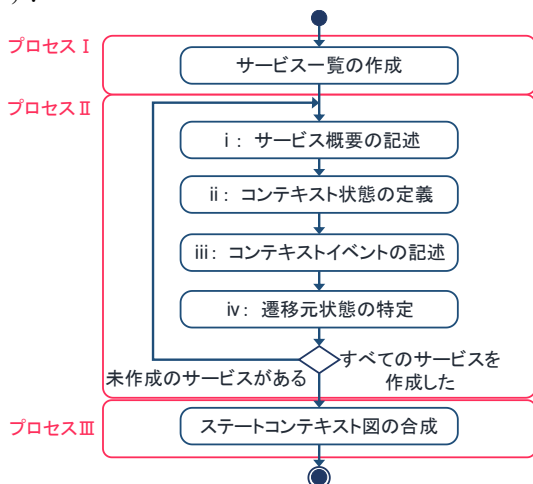 プロセスⅠ
サービス一覧の作成
プロセスⅡ
ⅰ： サービス概要の記述
ⅱ： コンテキスト状態の定義
ⅲ： コンテキストイベントの記述
ⅳ： 遷移元状態の特定
すべてのサービスを
作成した
未作成のサービスがある
プロセスⅢ
ステートコンテキスト図の合成